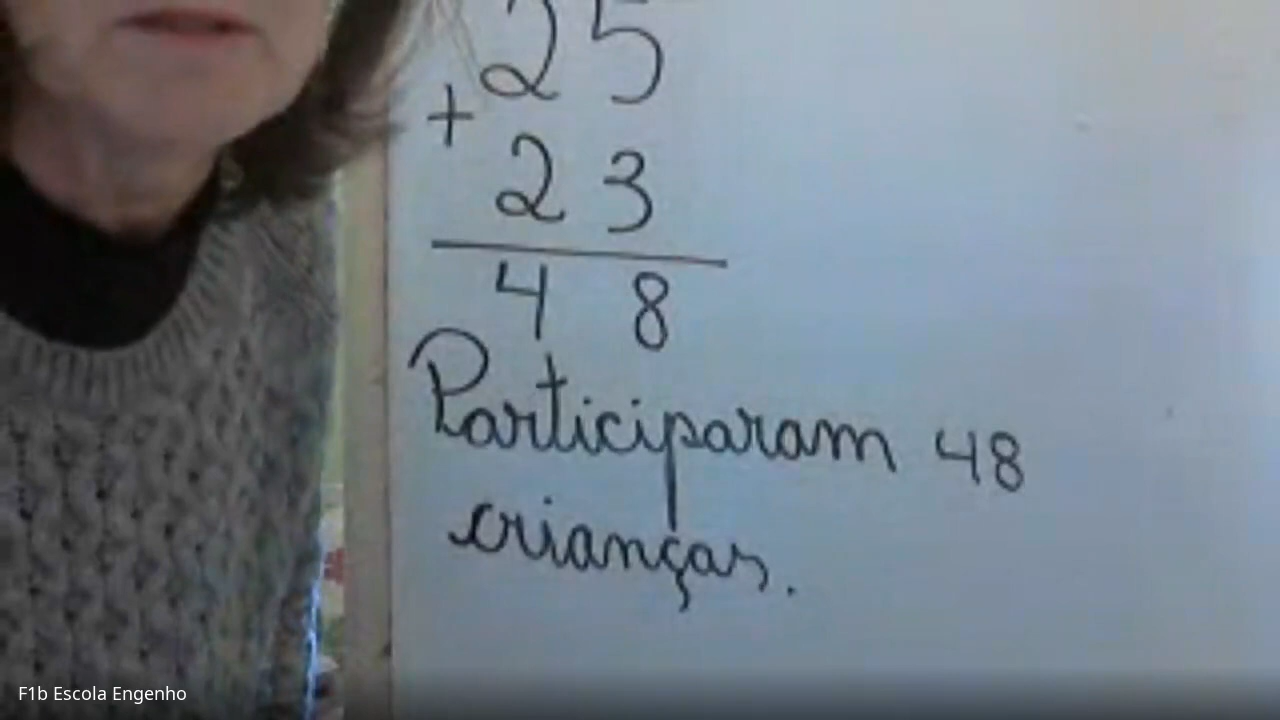 25
+
23
48
Participaram 48
crianças.
F1b Escola Engenho